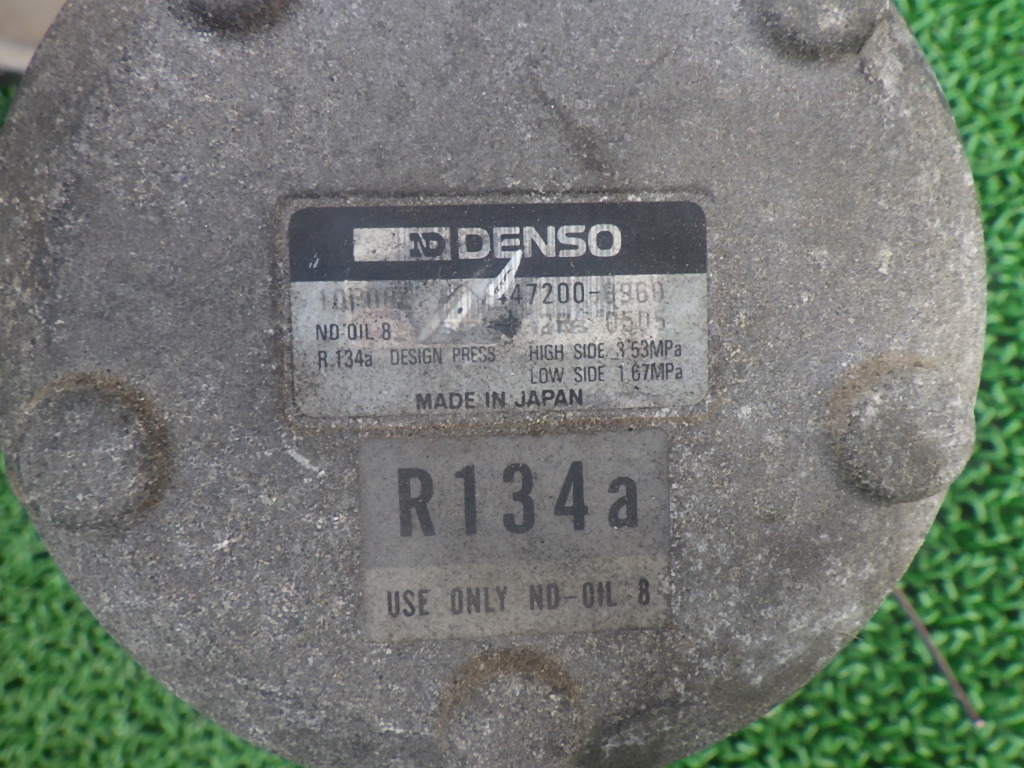 ND DENSO
ND-OIL 8
R.134a DESIGN PRESS HIGH SIDE 3.53MPa
LOW SIDE 1.67MPa
MADE IN JAPAN
R134a
USE ONLY ND-OIL 8